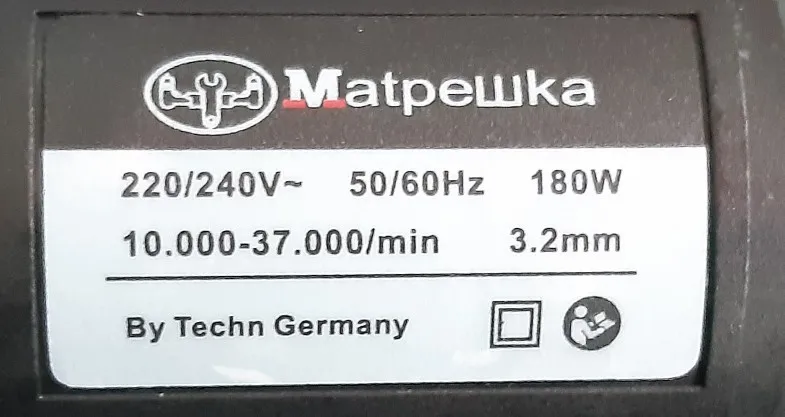 Матрешка
220/240V~ 50/60Hz 180W
10.000-37.000/min 3.2mm
By Techn Germany